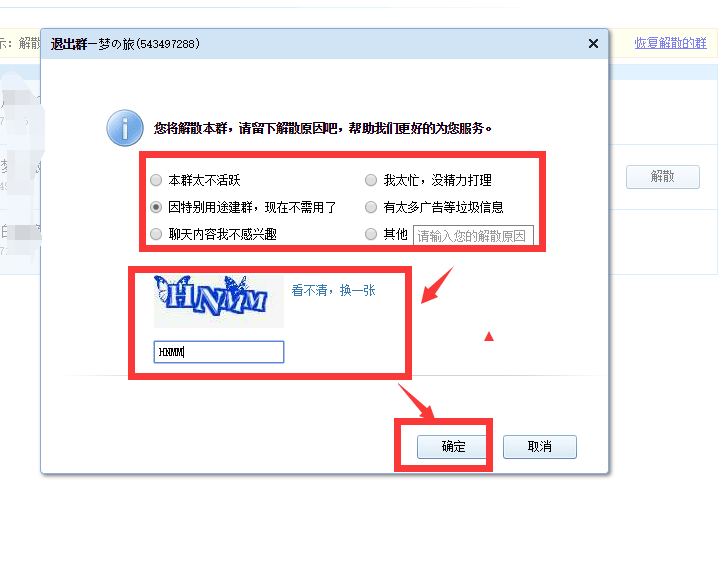 退出群-梦の旅(543497288)
示: 解散
恢复解散的群
您将解散本群，请留下解散原因吧，帮助我们更好的为您服务。
本群太不活跃
我太忙，没精力打理
因特别用途建群，现在不需用了
有太多广告等垃圾信息
聊天内容我不感兴趣
其他 请输入您的解散原因
解散
HNMM
看不清，换一张
HNMM
确定
取消